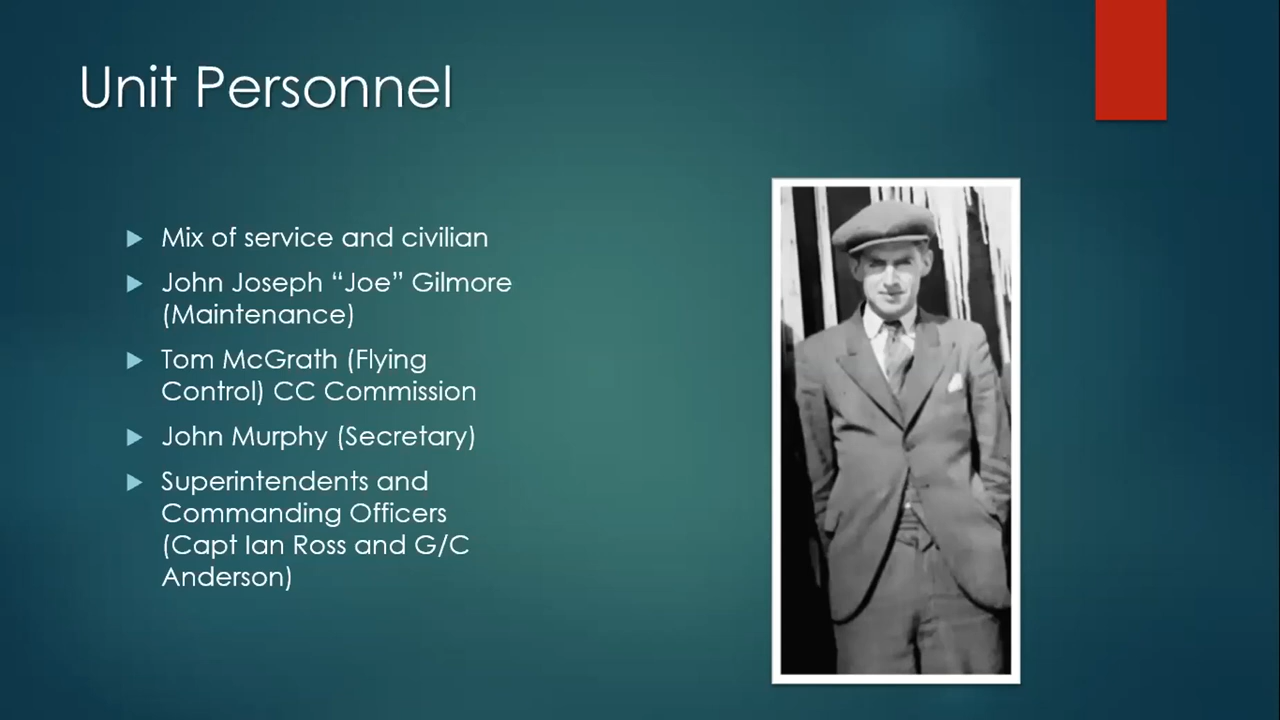 Unit Personnel
Mix of service and civilian
John Joseph “Joe” Gilmore
(Maintenance)
Tom McGrath (Flying
Control) CC Commission
John Murphy (Secretary)
Superintendents and
Commanding Officers
(Capt Ian Ross and G/C
Anderson)